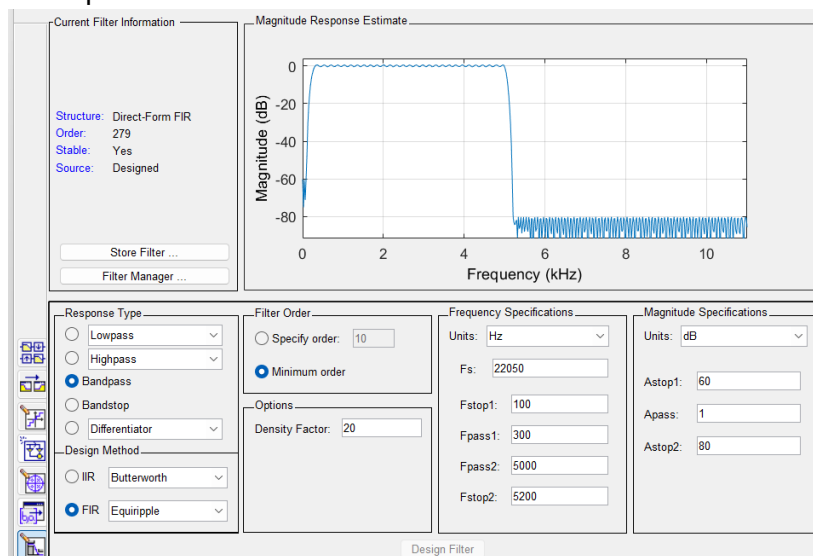 Current Filter Information
Structure: Direct-Form FIR
Order: 279
Stable: Yes
Source: Designed
Store Filter ...
Filter Manager ...
Magnitude Response Estimate
Magnitude (dB)
0
-20
-40
-60
-80
0 2 4 6 8 10
Frequency (kHz)
Response Type
Lowpass
Highpass
Bandpass
Bandstop
Differentiator
Design Method
IIR Butterworth
FIR Equiripple
Filter Order
Specify order: 10
Minimum order
Options
Density Factor: 20
Frequency Specifications
Units: Hz
Fs: 22050
Fstop1: 100
Fpass1: 300
Fpass2: 5000
Fstop2: 5200
Magnitude Specifications
Units: dB
Astop1: 60
Apass: 1
Astop2: 80
Design Filter